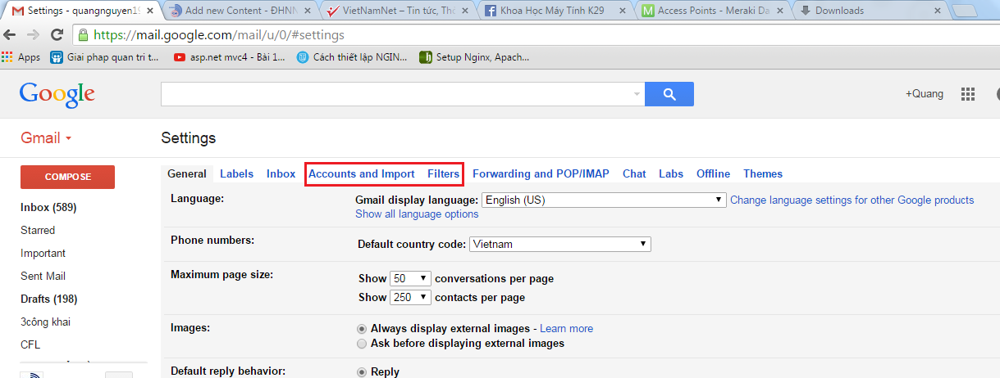 Settings - quangnguyen19
Add new Content - ĐHNN
VietNamNet – Tin tức, Thờ
Khoa Học Máy Tính K29
Access Points - Meraki Da
Downloads
https://mail.google.com/mail/u/0/#settings
Apps
Giai phap quan tri t...
asp.net mvc4 - Bài 1...
Cách thiết lập NGIN...
Setup Nginx, Apach...
Google
+Quang
Gmail
Settings
COMPOSE
General Labels Inbox Accounts and Import Filters Forwarding and POP/IMAP Chat Labs Offline Themes
Inbox (589)
Starred
Important
Sent Mail
Drafts (198)
3công khai
CFL
Language:
Gmail display language: English (US) Change language settings for other Google products
Show all language options
Phone numbers:
Default country code: Vietnam
Maximum page size:
Show 50 conversations per page
Show 250 contacts per page
Images:
Always display external images - Learn more
Ask before displaying external images
Default reply behavior:
Reply